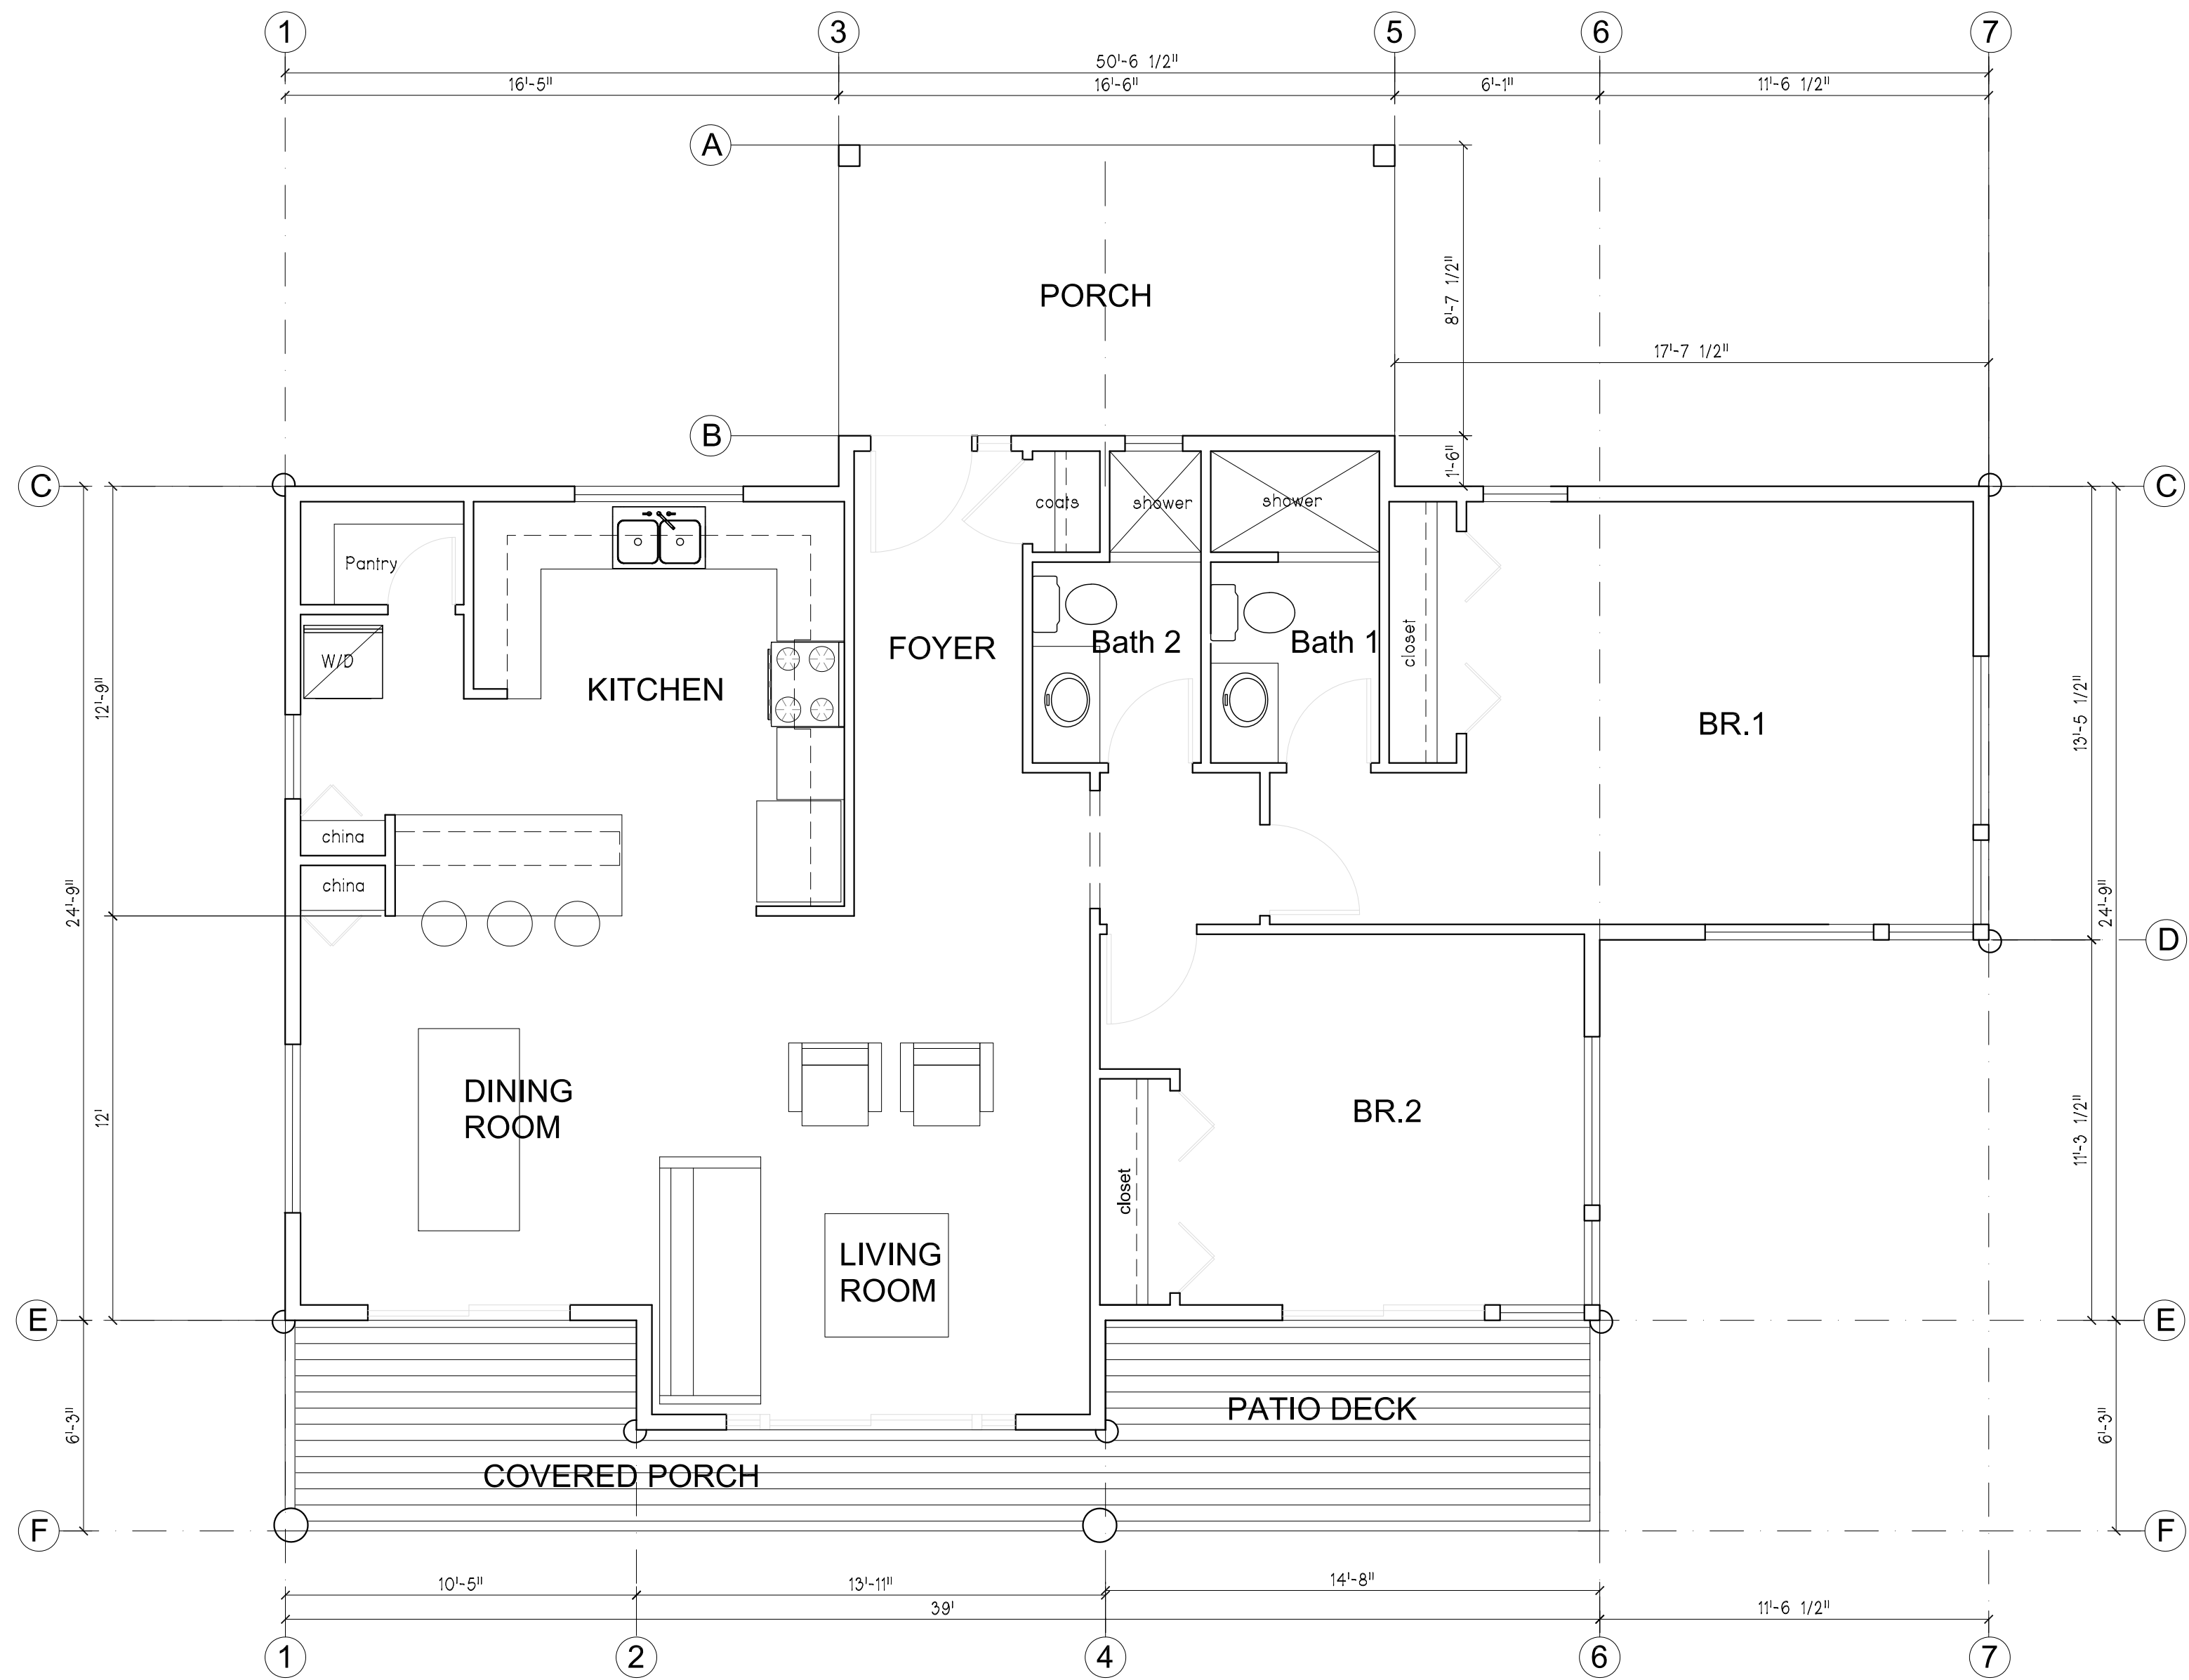 1
3
5
6
7
50'-6 1/2"
16'-5"
16'-6"
6'-1"
11'-6 1/2"
A
PORCH
8'-7 1/2"
17'-7 1/2"
B
1'-6"
C
C
coats
shower
shower
Pantry
W/D
KITCHEN
FOYER
Bath 2
Bath 1
closet
BR.1
12'-9"
13'-5 1/2"
china
china
24'-9"
24'-9"
D
DINING
ROOM
BR.2
12'
11'-3 1/2"
closet
LIVING
ROOM
E
E
PATIO DECK
6'-3"
6'-3"
COVERED PORCH
F
F
10'-5"
13'-11"
14'-8"
39'
11'-6 1/2"
1
2
4
6
7